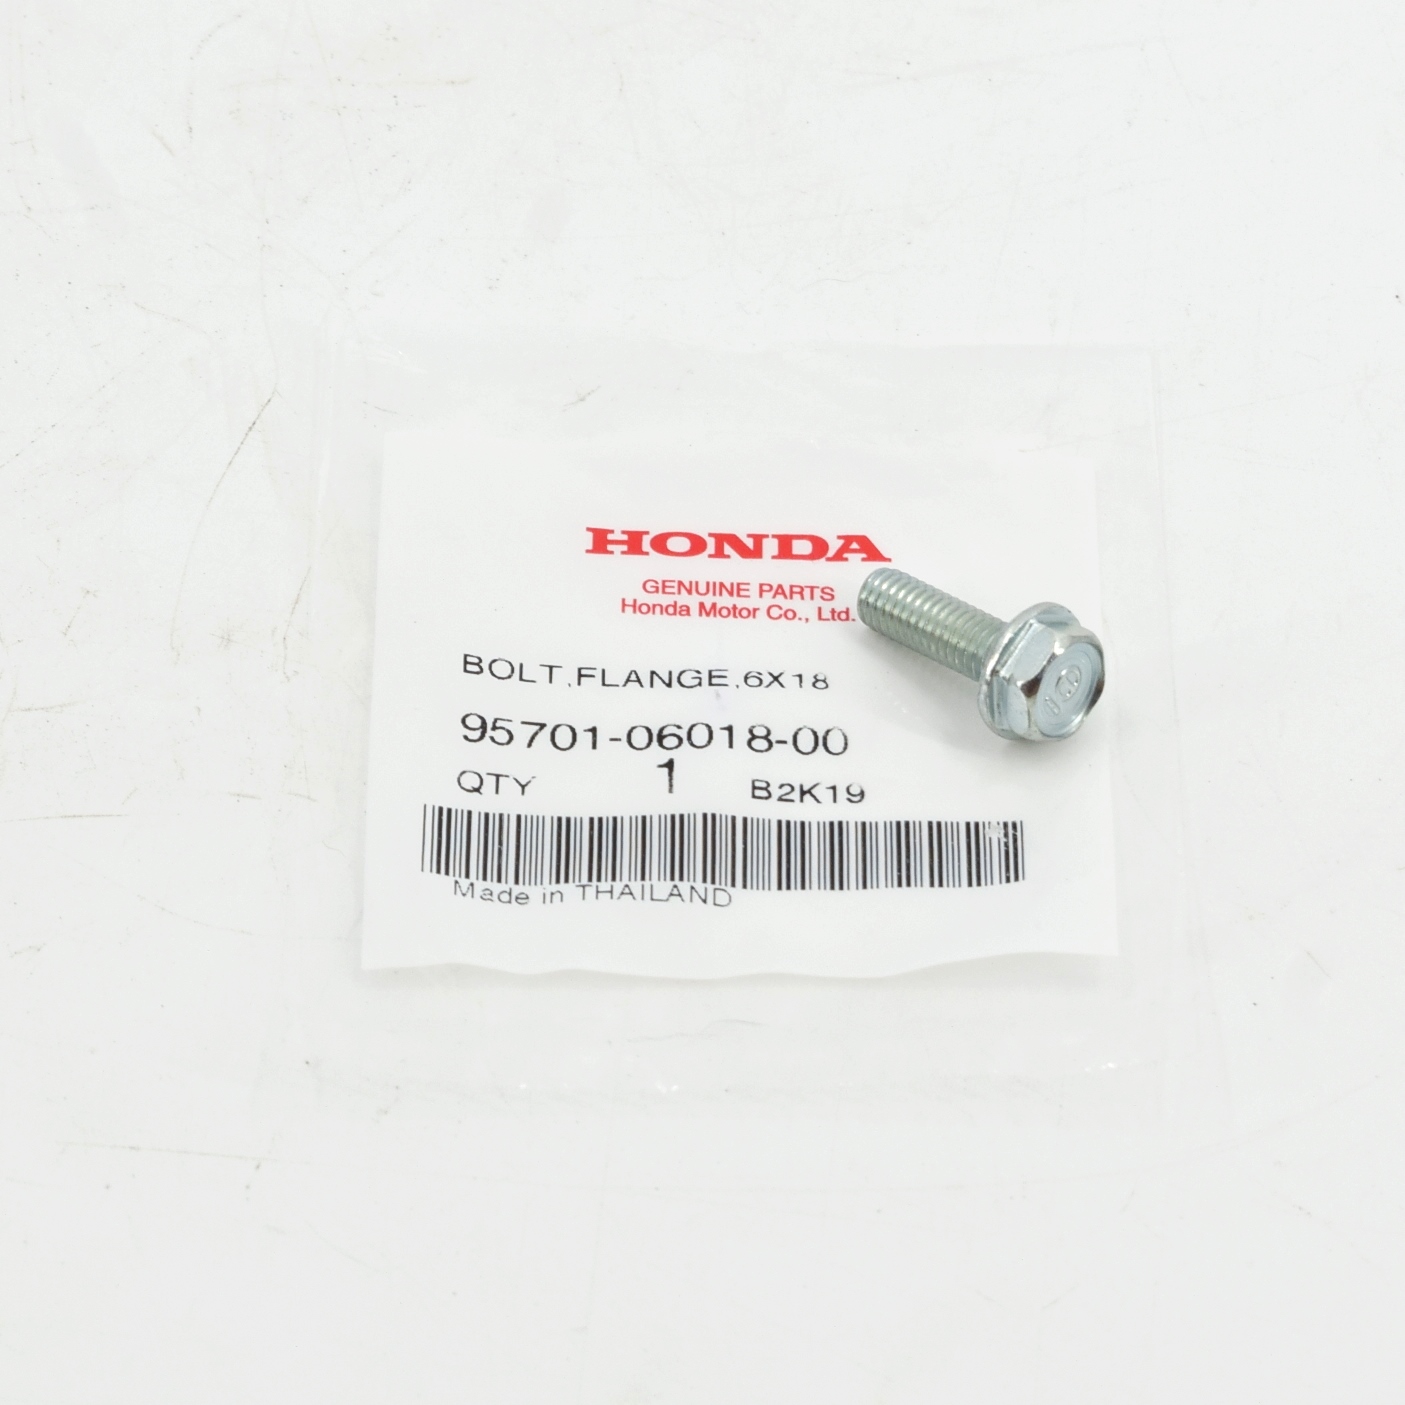 HONDA
GENUINE PARTS
Honda Motor Co., Ltd.
BOLT,FLANGE,6X18
95701-06018-00
QTY 1 B2K19
Made in THAILAND